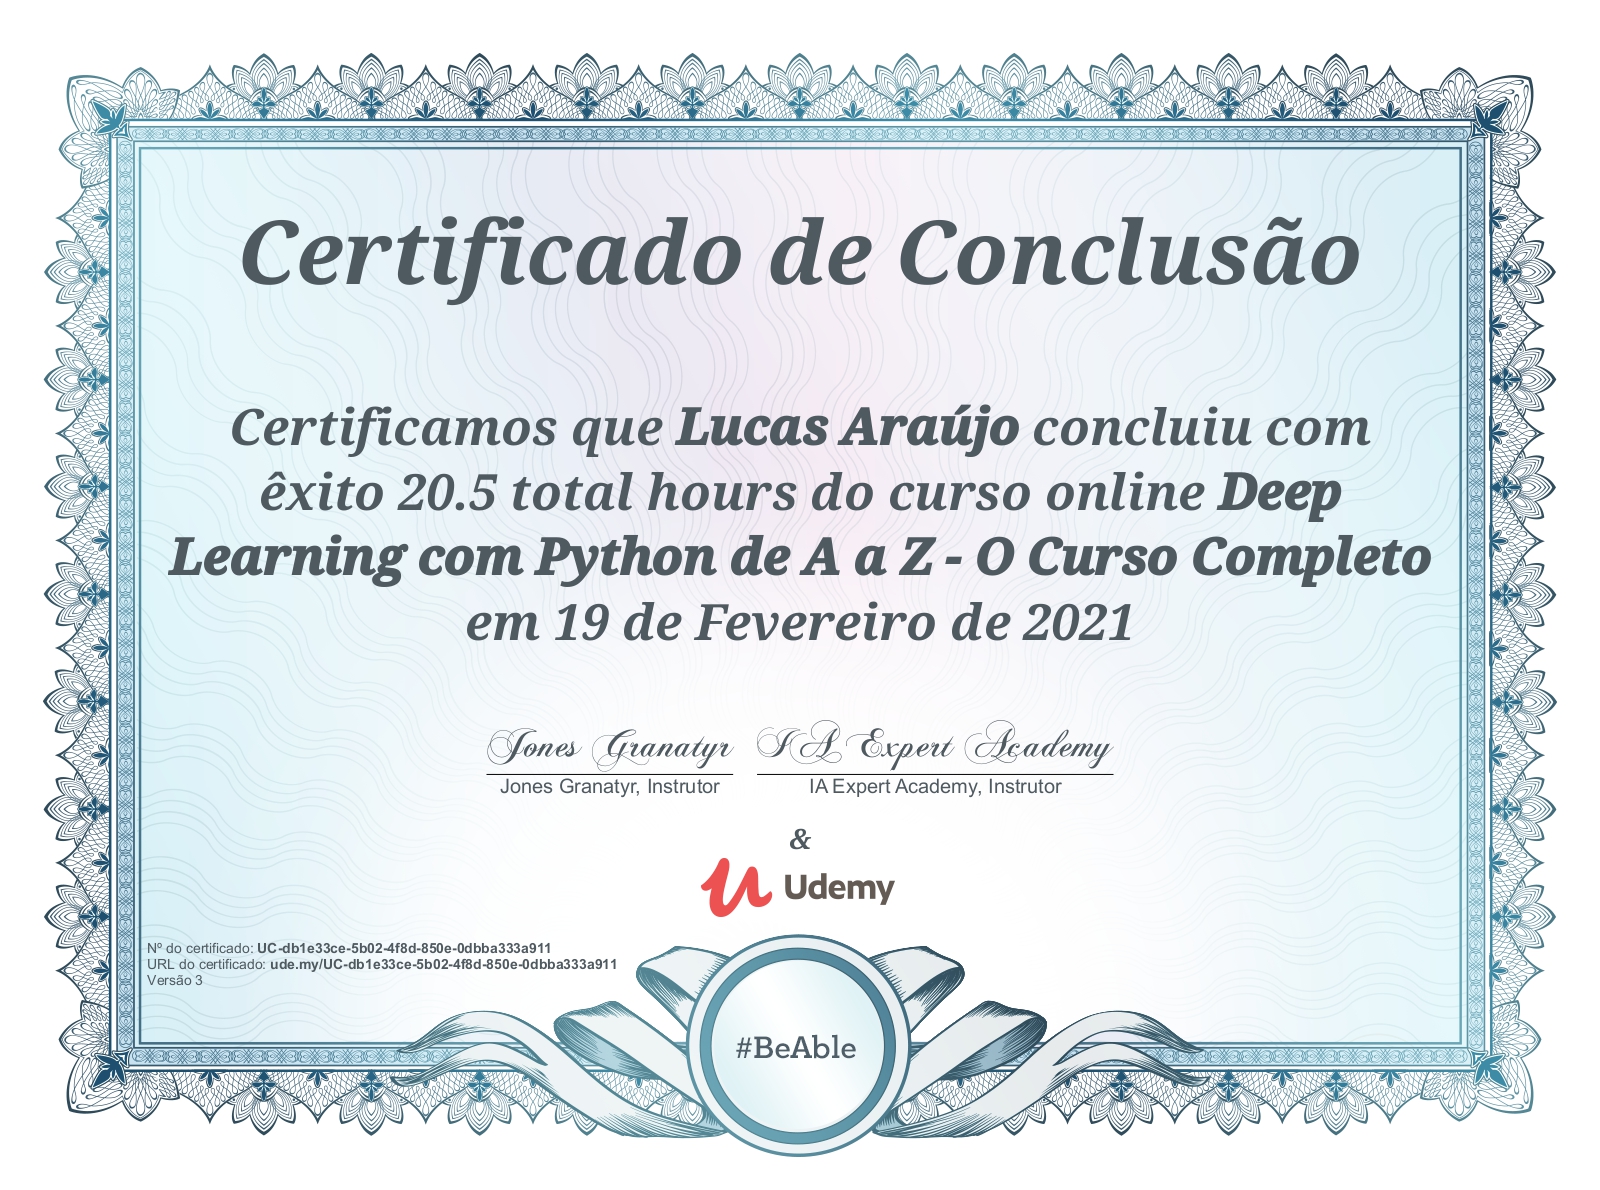 Certificado de Conclusão
Certificamos que Lucas Araújo concluiu com
êxito 20.5 total hours do curso online Deep
Learning com Python de A a Z - O Curso Completo
em 19 de Fevereiro de 2021
Jones Granatyr IA Expert Academy
Jones Granatyr, Instrutor IA Expert Academy, Instrutor
&
Udemy
Nº do certificado: UC-db1e33ce-5b02-4f8d-850e-0dbba333a911
URL do certificado: ude.my/UC-db1e33ce-5b02-4f8d-850e-0dbba333a911
Versão 3
#BeAble